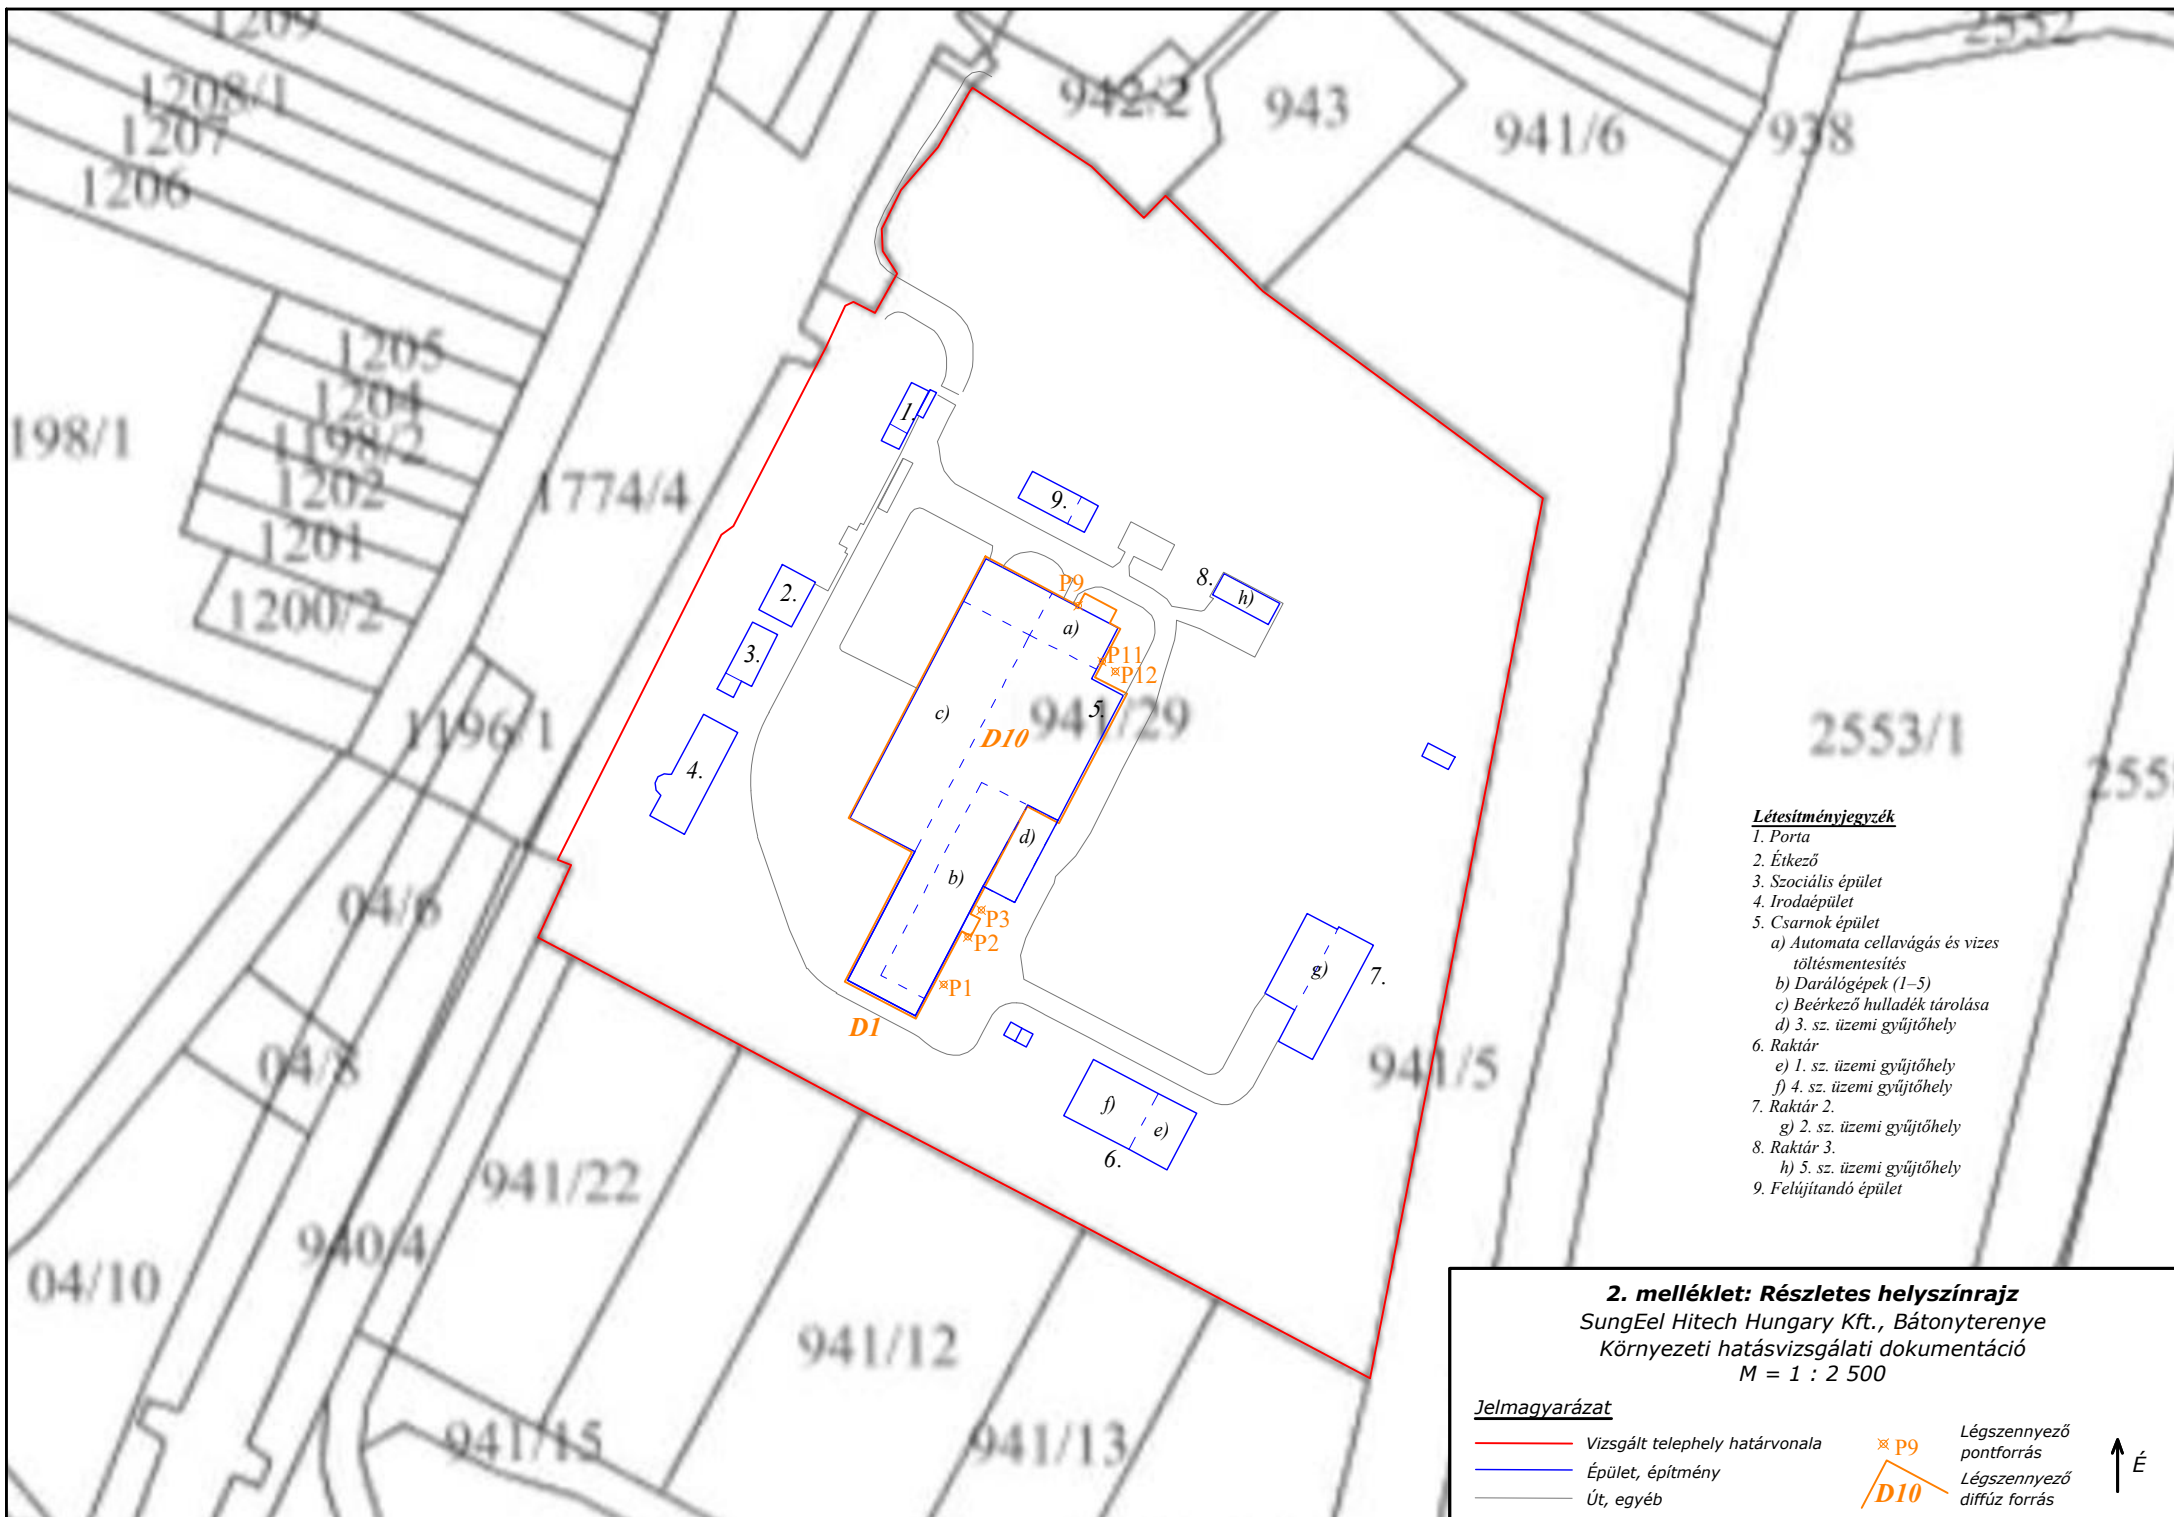 1209
2552
1208/1
942/2
943
941/6
938
1207
1206
1205
1204
198/1
1198/2
1202
1774/4
1201
1200/2
1196/1
1.
9.
8.
h)
2.
P9
a)
3.
P11
P12
c)
5.
941/29
D10
4.
2553/1
d)
b)
04/6
P3
P2
g)
7.
P1
D1
04/8
941/5
f)
e)
6.
941/22
940/4
04/10
941/12
941/15
941/13
Létesítményjegyzék
1. Porta
2. Étkező
3. Szociális épület
4. Irodaépület
5. Csarnok épület
a) Automata cellavágás és vizes
töltésmentesítés
b) Darálógépek (1–5)
c) Beérkező hulladék tárolása
d) 3. sz. üzemi gyűjtőhely
6. Raktár
e) 1. sz. üzemi gyűjtőhely
f) 4. sz. üzemi gyűjtőhely
7. Raktár 2.
g) 2. sz. üzemi gyűjtőhely
8. Raktár 3.
h) 5. sz. üzemi gyűjtőhely
9. Felújítandó épület
2. melléklet: Részletes helyszínrajz
SungEel Hitech Hungary Kft., Bátonyterenye
Környezeti hatásvizsgálati dokumentáció
M = 1 : 2 500
Jelmagyarázat
Vizsgált telephely határvonala
Épület, építmény
Út, egyéb
P9
Légszennyező
pontforrás
D10
Légszennyező
diffúz forrás
É